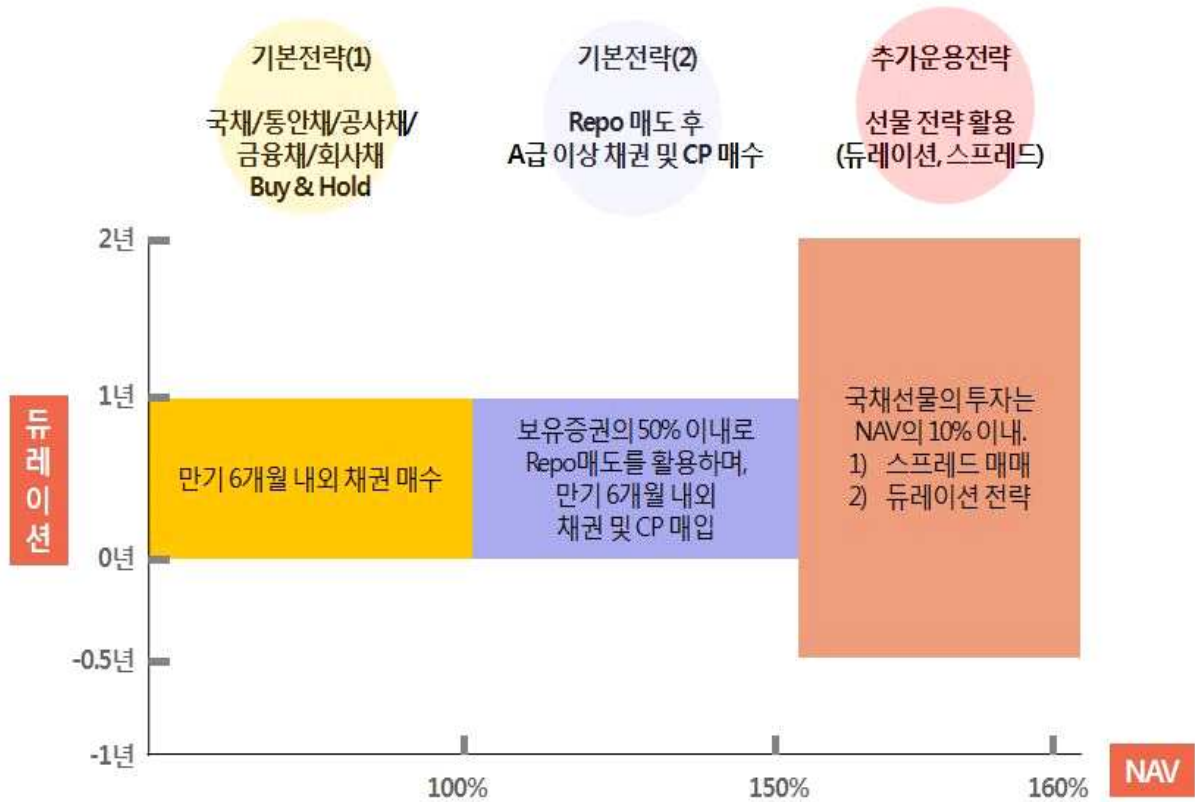 기본전략(1)
국채/통안채/공사채/
금융채/회사채
Buy & Hold
기본전략(2)
Repo 매도 후
A급 이상 채권 및 CP 매수
추가운용전략
선물 전략 활용
(듀레이션, 스프레드)
2년
1년
0년
-0.5년
-1년
듀레이션
만기 6개월 내외 채권 매수
보유증권의 50% 이내로
Repo매도를 활용하며,
만기 6개월 내외
채권 및 CP 매입
국채선물의 투자는
NAV의 10% 이내.
1) 스프레드 매매
2) 듀레이션 전략
100%
150%
160%
NAV